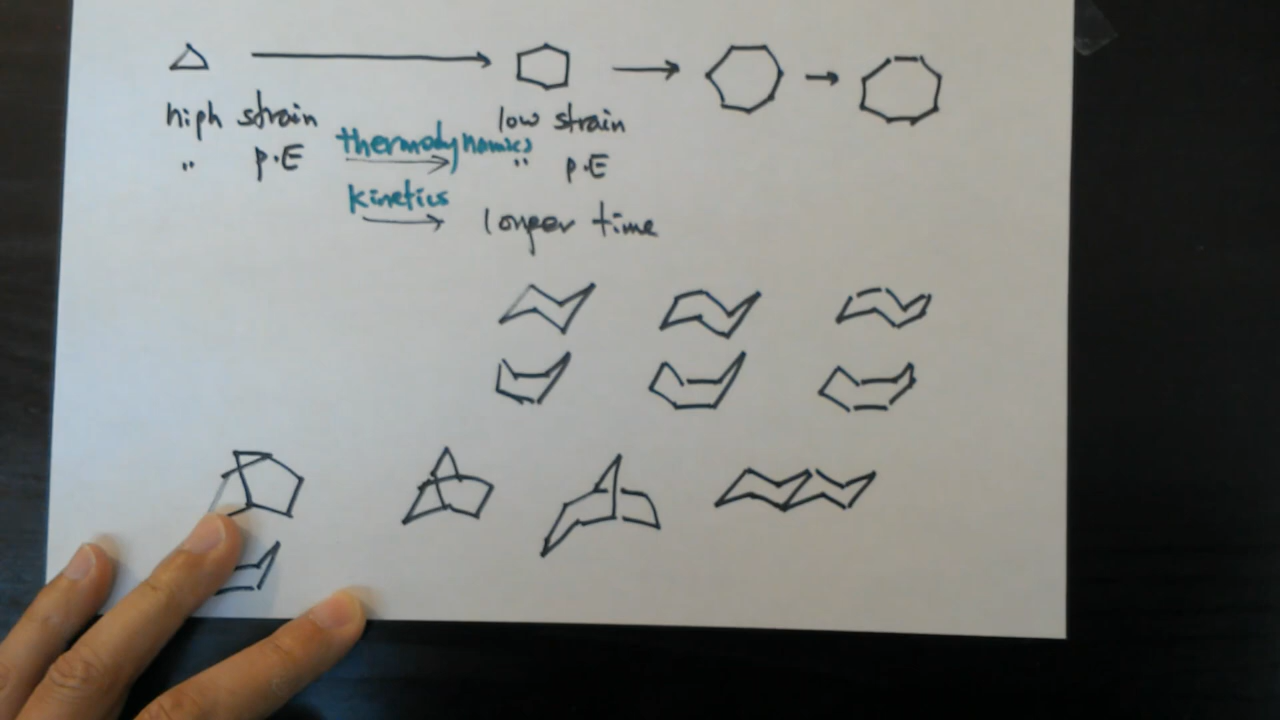 high strain
low strain
thermodynamics
" P.E
" P.E
kinetics
longer time